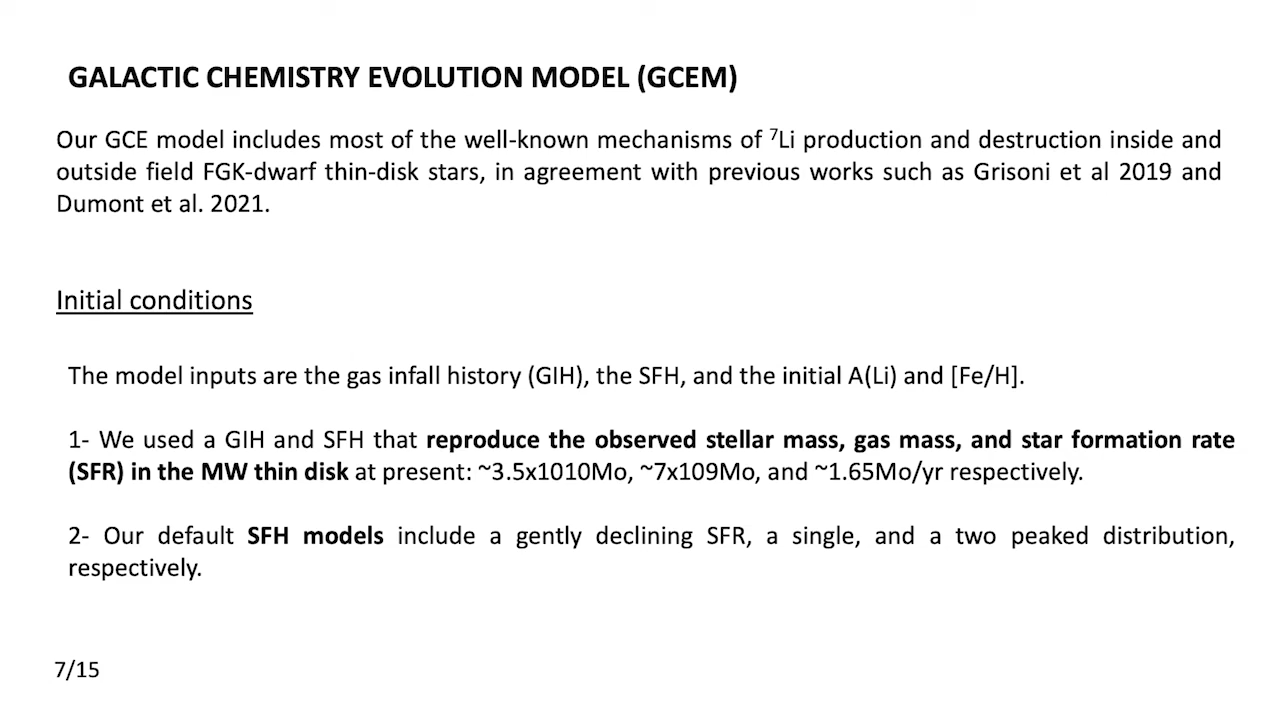 GALACTIC CHEMISTRY EVOLUTION MODEL (GCEM)
Our GCE model includes most of the well-known mechanisms of ⁷Li production and destruction inside and
outside field FGK-dwarf thin-disk stars, in agreement with previous works such as Grisoni et al 2019 and
Dumont et al. 2021.
Initial conditions
The model inputs are the gas infall history (GIH), the SFH, and the initial A(Li) and [Fe/H].
1- We used a GIH and SFH that reproduce the observed stellar mass, gas mass, and star formation rate
(SFR) in the MW thin disk at present: ~3.5x1010Mo, ~7x109Mo, and ~1.65Mo/yr respectively.
2- Our default SFH models include a gently declining SFR, a single, and a two peaked distribution,
respectively.
7/15